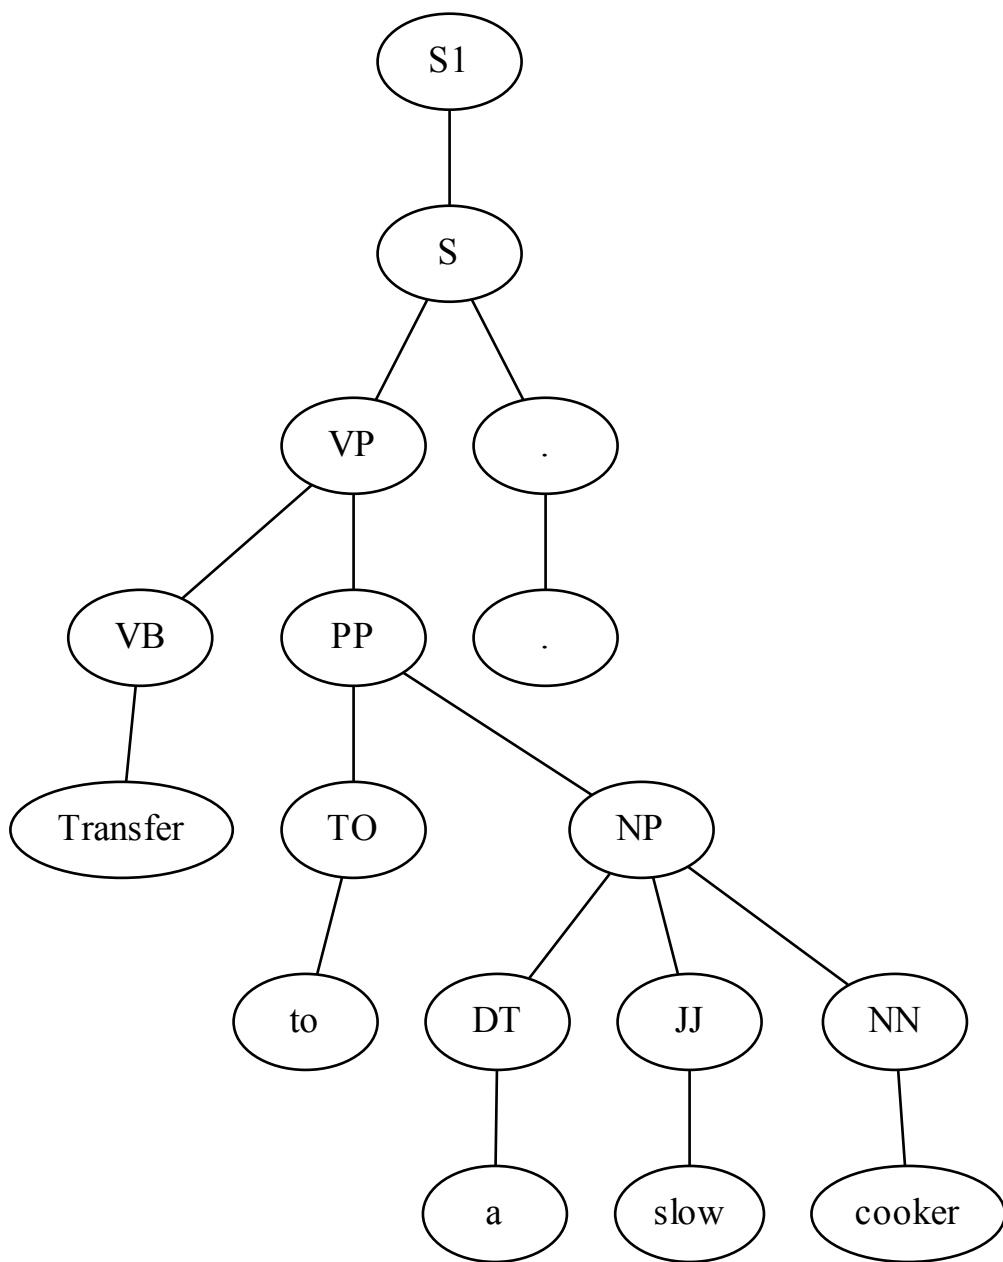 S1
S
VP .
VB PP .
Transfer TO NP
to DT JJ NN
a slow cooker